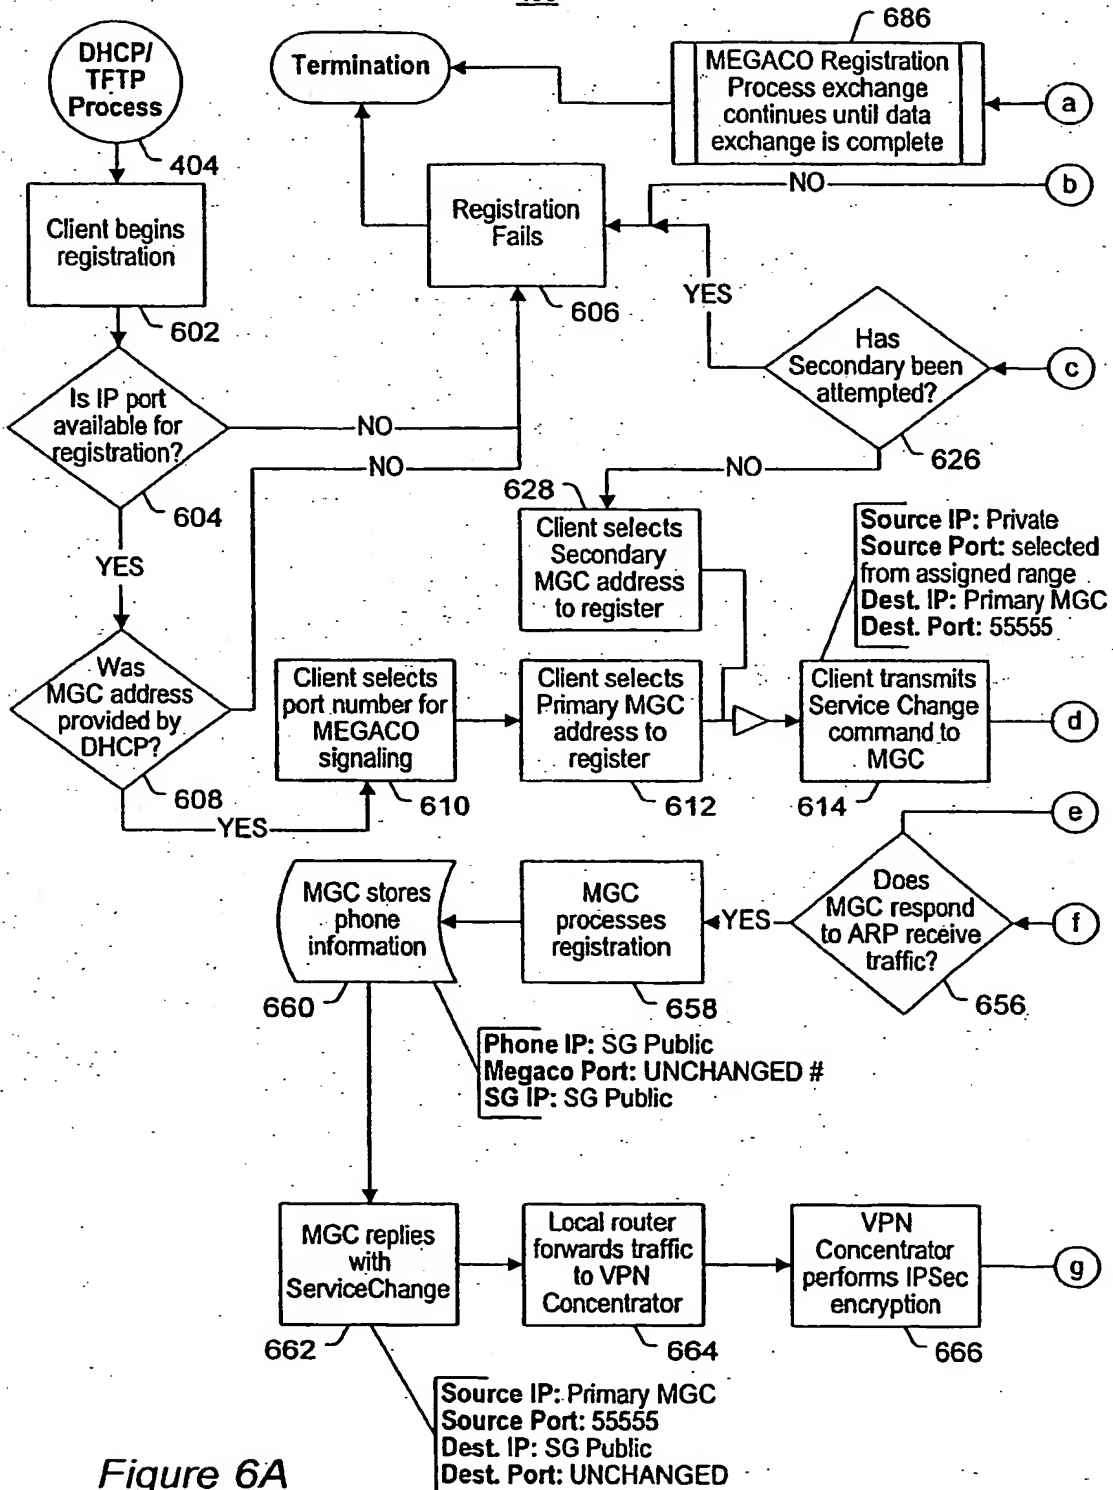 686
DHCP/
TFTP
Process
Termination
MEGACO Registration
Process exchange
continues until data
exchange is complete
a
404
NO
b
Client begins
registration
Registration
Fails
602
606
YES
Has
Secondary been
attempted?
c
Is IP port
available for
registration?
NO
626
NO
604
NO
628
YES
Client selects
Secondary
MGC address
to register
Source IP: Private
Source Port: selected
from assigned range
Dest. IP: Primary MGC
Dest. Port: 55555
Was
MGC address
provided by
DHCP?
Client selects
port number for
MEGACO
signaling
Client selects
Primary MGC
address to
register
Client transmits
Service Change
command to
MGC
d
608
610
612
614
YES
e
MGC stores
phone
information
MGC
processes
registration
YES
Does
MGC respond
to ARP receive
traffic?
f
660
658
656
Phone IP: SG Public
Megaco Port: UNCHANGED #
SG IP: SG Public
MGC replies
with
ServiceChange
Local router
forwards traffic
to VPN
Concentrator
VPN
Concentrator
performs IPSec
encryption
g
662
664
666
Source IP: Primary MGC
Source Port: 55555
Dest. IP: SG Public
Dest. Port: UNCHANGED
Figure 6A